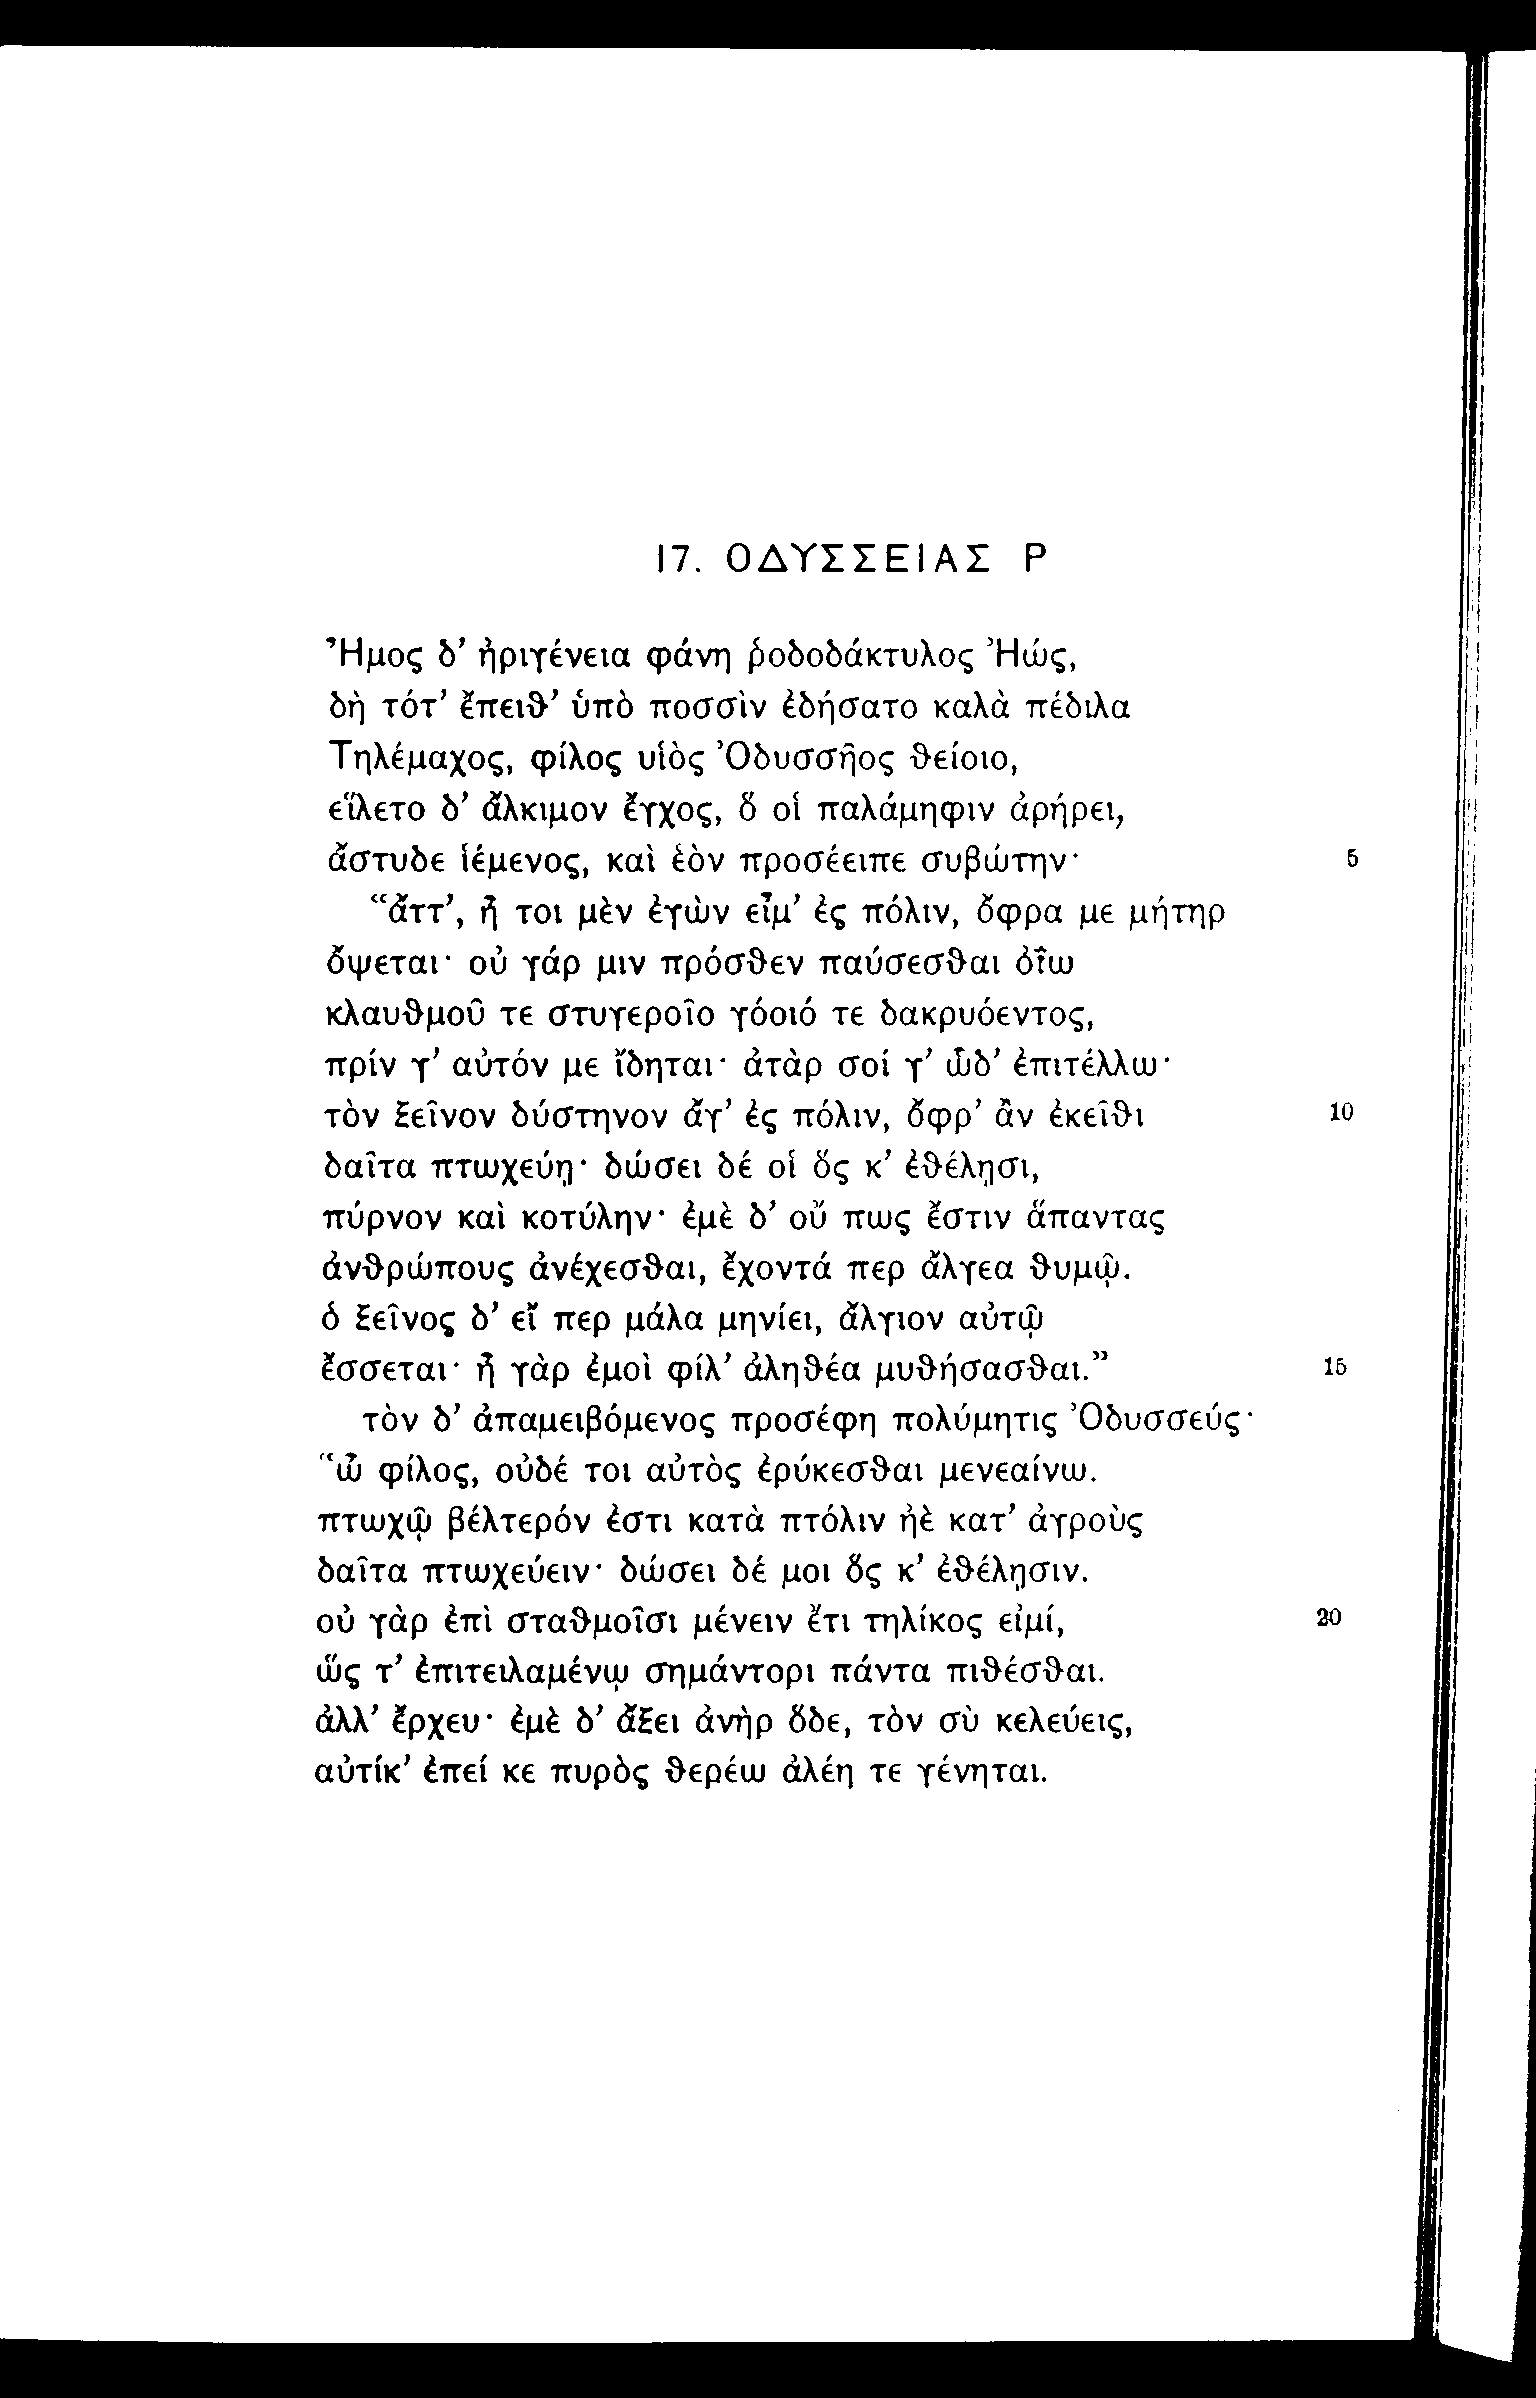 17. ΟΔΥΣΣΕΙΑΣ Ρ
Ἦμος δ’ ἠριγένεια φάνη ῥοδοδάκτυλος Ἠώς,
δὴ τότ’ ἔπειϑ’ ὑπὸ ποσσὶν ἐδήσατο καλὰ πέδιλα
Τηλέμαχος, φίλος υἱὸς Ὀδυσσῆος ϑείοιο,
εἵλετο δ’ ἄλκιμον ἔγχος, ὅ οἱ παλάμηφιν ἀρήρει,
ἄστυδε ἱέμενος, καὶ ἑὸν προσέειπε συβώτην· 5
“ἄττ’, ἦ τοι μὲν ἐγὼν εἶμ’ ἐς πόλιν, ὄφρα με μήτηρ
ὄψεται· οὐ γάρ μιν πρόσϑεν παύσεσϑαι ὀΐω
κλαυϑμοῦ τε στυγεροῖο γόοιό τε δακρυόεντος,
πρίν γ’ αὐτόν με ἴδηται· ἀτὰρ σοί γ’ ὧδ’ ἐπιτέλλω·
τὸν ξεῖνον δύστηνον ἄγ’ ἐς πόλιν, ὄφρ’ ἂν ἐκεῖϑι 10
δαῖτα πτωχεύῃ· δώσει δέ οἱ ὅς κ’ ἐϑέλῃσι,
πύρνον καὶ κοτύλην· ἐμὲ δ’ οὔ πως ἔστιν ἅπαντας
ἀνϑρώπους ἀνέχεσϑαι, ἔχοντά περ ἄλγεα ϑυμῷ.
ὁ ξεῖνος δ’ εἴ περ μάλα μηνίει, ἄλγιον αὐτῷ
ἔσσεται· ἦ γὰρ ἐμοὶ φίλ’ ἀληϑέα μυϑήσασϑαι.” 15
τὸν δ’ ἀπαμειβόμενος προσέφη πολύμητις Ὀδυσσεύς·
“ὦ φίλος, οὐδέ τοι αὐτὸς ἐρύκεσϑαι μενεαίνω.
πτωχῷ βέλτερόν ἐστι κατὰ πτόλιν ἠὲ κατ’ ἀγροὺς
δαῖτα πτωχεύειν· δώσει δέ μοι ὅς κ’ ἐϑέλῃσιν.
οὐ γὰρ ἐπὶ σταϑμοῖσι μένειν ἔτι τηλίκος εἰμί, 20
ὥς τ’ ἐπιτειλαμένῳ σημάντορι πάντα πιϑέσϑαι.
ἀλλ’ ἔρχευ· ἐμὲ δ’ ἄξει ἀνὴρ ὅδε, τὸν σὺ κελεύεις,
αὐτίκ’ ἐπεί κε πυρὸς ϑερέω ἀλέη τε γένηται.